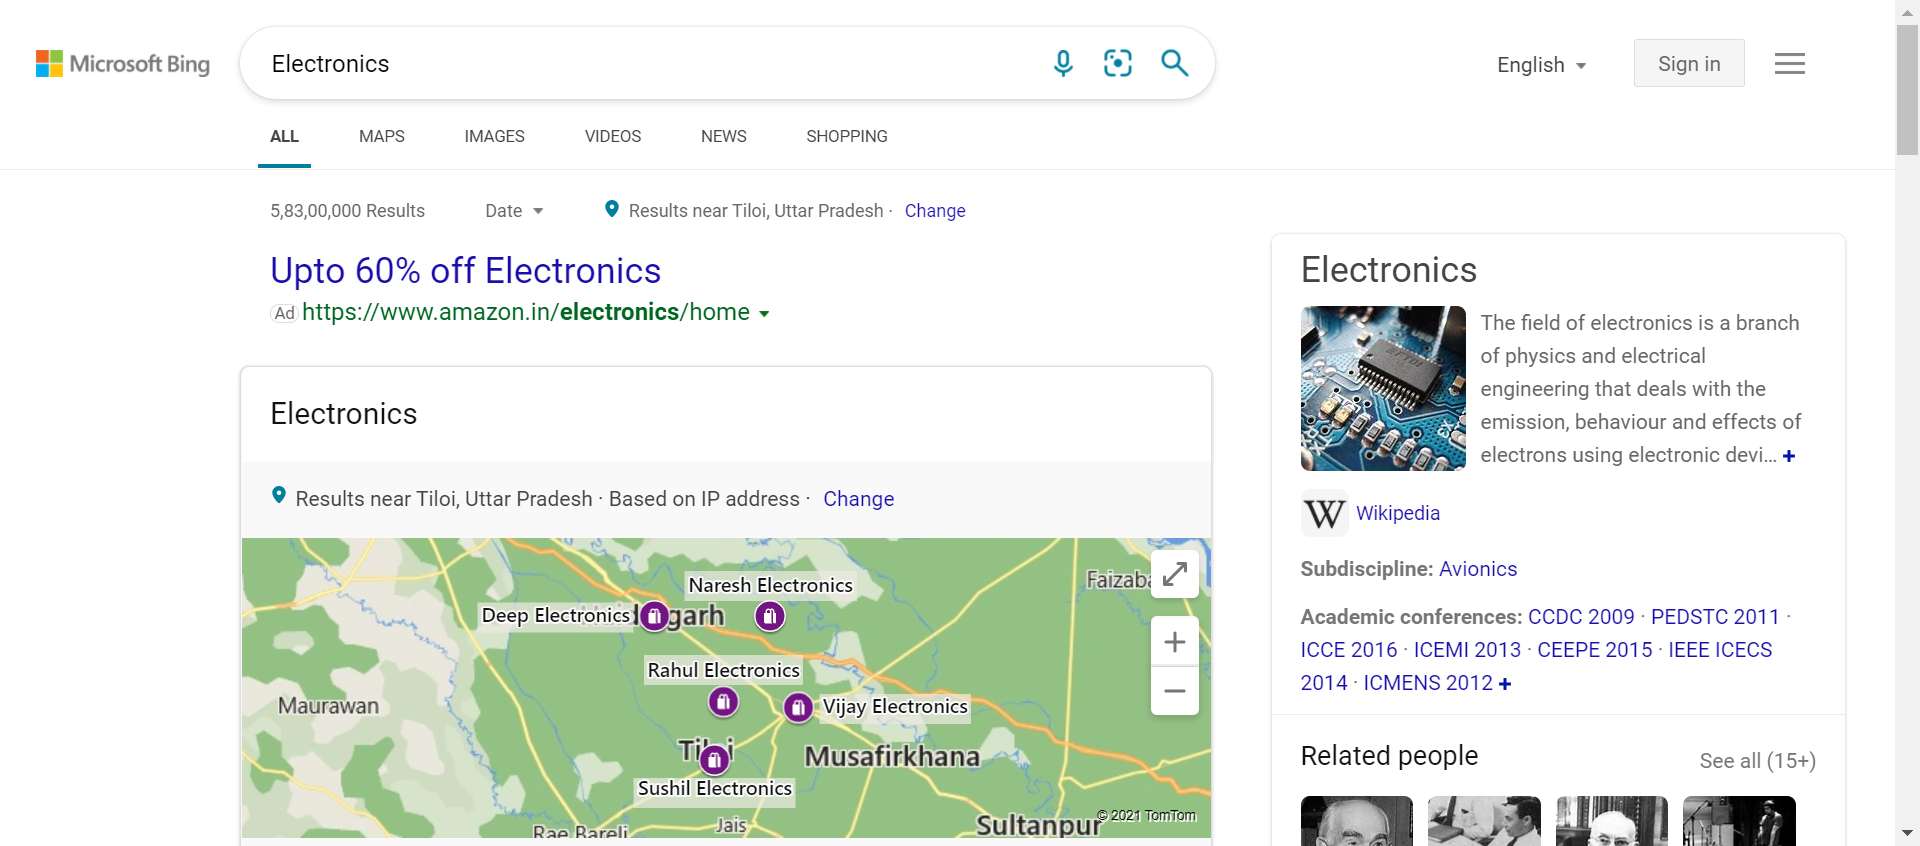 Microsoft Bing
Electronics
English
Sign in
ALL
MAPS
IMAGES
VIDEOS
NEWS
SHOPPING
5,83,00,000 Results
Date
Results near Tiloi, Uttar Pradesh · Change
Upto 60% off Electronics
Ad https://www.amazon.in/electronics/home
Electronics
Results near Tiloi, Uttar Pradesh · Based on IP address · Change
Naresh Electronics
Deep Electronics
garh
Rahul Electronics
Vijay Electronics
Maurawan
Musafirkhana
Sushil Electronics
Rae Bareli
Jais
Sultanpur
© 2021 TomTom
Electronics
The field of electronics is a branch
of physics and electrical
engineering that deals with the
emission, behaviour and effects of
electrons using electronic devi... +
W Wikipedia
Subdiscipline: Avionics
Academic conferences: CCDC 2009 · PEDSTC 2011 ·
ICCE 2016 · ICEMI 2013 · CEEPE 2015 · IEEE ICECS
2014 · ICMENS 2012 +
Related people
See all (15+)